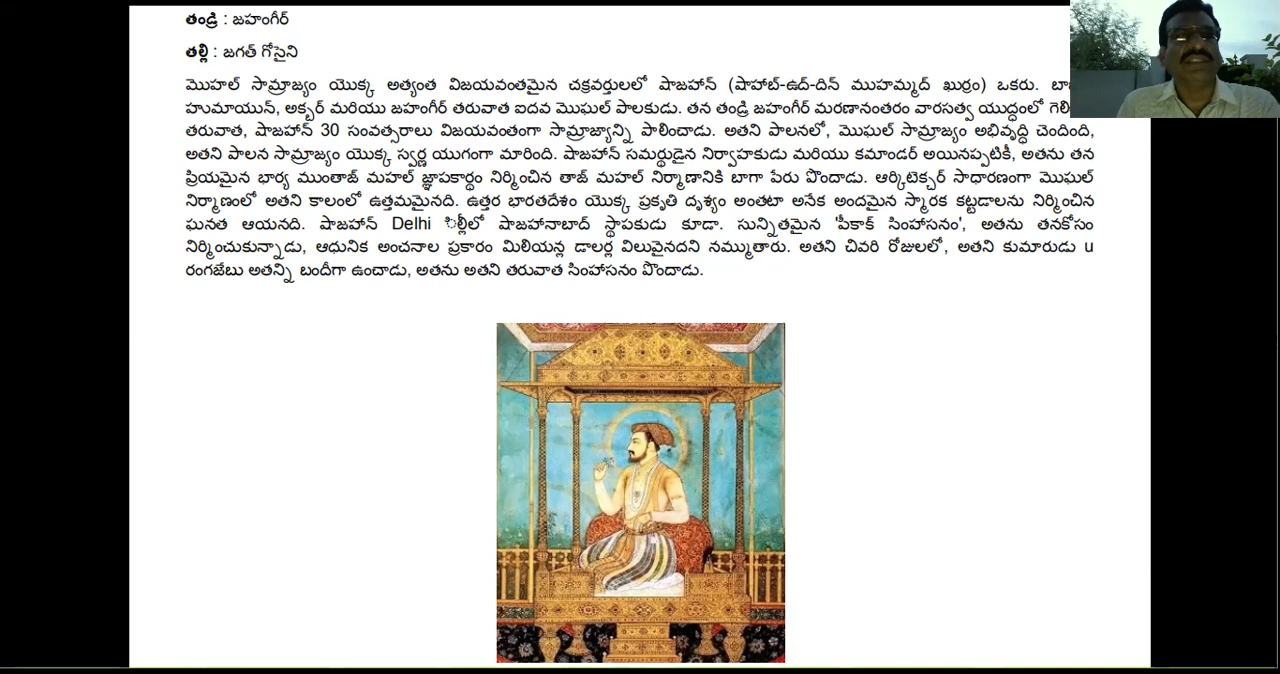 తండ్రి : జహంగీర్
తల్లి : జగత్ గోసైని
మొహల్ సామ్రాజ్యం యొక్క అత్యంత విజయవంతమైన చక్రవర్తులలో షాజహాన్ (షాహాబ్-ఉద్-దిన్ ముహమ్మద్ ఖుర్రం) ఒకరు.
హుమాయున్, అక్బర్ మరియు జహంగీర్ తరువాత ఐదవ మొఘల్ పాలకుడు. తన తండ్రి జహంగీర్ మరణానంతరం వారసత్వ యుద్ధంలో
తరువాత, షాజహాన్ 30 సంవత్సరాలు విజయవంతంగా సామ్రాజ్యాన్ని పాలించాడు. అతని పాలనలో, మొఘల్ సామ్రాజ్యం అభివృద్ధి చెందింది,
అతని పాలన సామ్రాజ్యం యొక్క స్వర్ణ యుగంగా మారింది. షాజహాన్ సమర్థుడైన నిర్వాహకుడు మరియు కమాండర్ అయినప్పటికీ, అతను తన
ప్రియమైన భార్య ముంతాజ్ మహల్ జ్ఞాపకార్థం నిర్మించిన తాజ్ మహల్ నిర్మాణానికి బాగా పేరు పొందాడు. ఆర్కిటెక్చర్ సాధారణంగా మొఘల్
నిర్మాణంలో అతని కాలంలో ఉత్తమమైనది. ఉత్తర భారతదేశం యొక్క ప్రకృతి దృశ్యం అంతటా అనేక అందమైన స్మారక కట్టడాలను నిర్మించిన
ఘనత ఆయనది. షాజహాన్ Delhi ిల్లీలో షాజహానాబాద్ స్థాపకుడు కూడా. సున్నితమైన 'పీకాక్ సింహాసనం', అతను తనకోసం
నిర్మించుకున్నాడు, ఆధునిక అంచనాల ప్రకారం మిలియన్ల డాలర్ల విలువైనదని నమ్ముతారు. అతని చివరి రోజులలో, అతని కుమారుడు u
రంగజేబు అతన్ని బందీగా ఉంచాడు, అతను అతని తరువాత సింహాసనం పొందాడు.